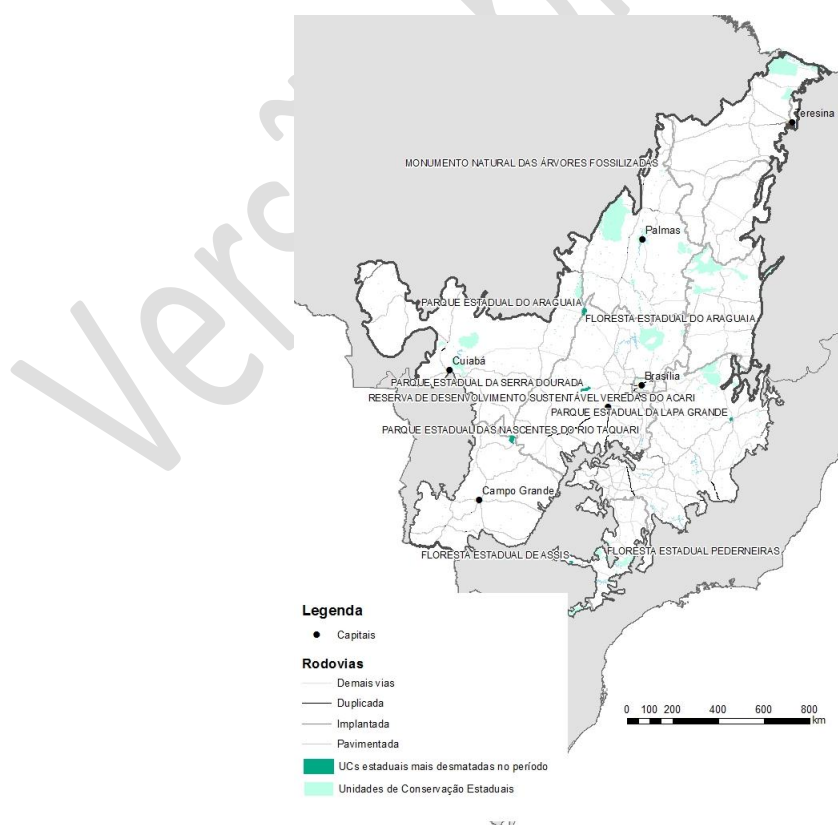 Teresina
MONUMENTO NATURAL DAS ÁRVORES FOSSILIZADAS
Palmas
PARQUE ESTADUAL DO ARAGUAIA
FLORESTA ESTADUAL DO ARAGUAIA
Cuiabá
Brasília
PARQUE ESTADUAL DA SERRA DOURADA
RESERVA DE DESENVOLVIMENTO SUSTENTÁVEL VEREDAS DO ACARI
PARQUE ESTADUAL DA LAPA GRANDE
PARQUE ESTADUAL DAS NASCENTES DO RIO TAQUARI
Campo Grande
FLORESTA ESTADUAL DE ASSIS
FLORESTA ESTADUAL PEDERNEIRAS
Legenda
Capitais
Rodovias
Demais vias
Duplicada
Implantada
Pavimentada
UCs estaduais mais desmatadas no período
Unidades de Conservação Estaduais
0 100 200 400 600 800
km